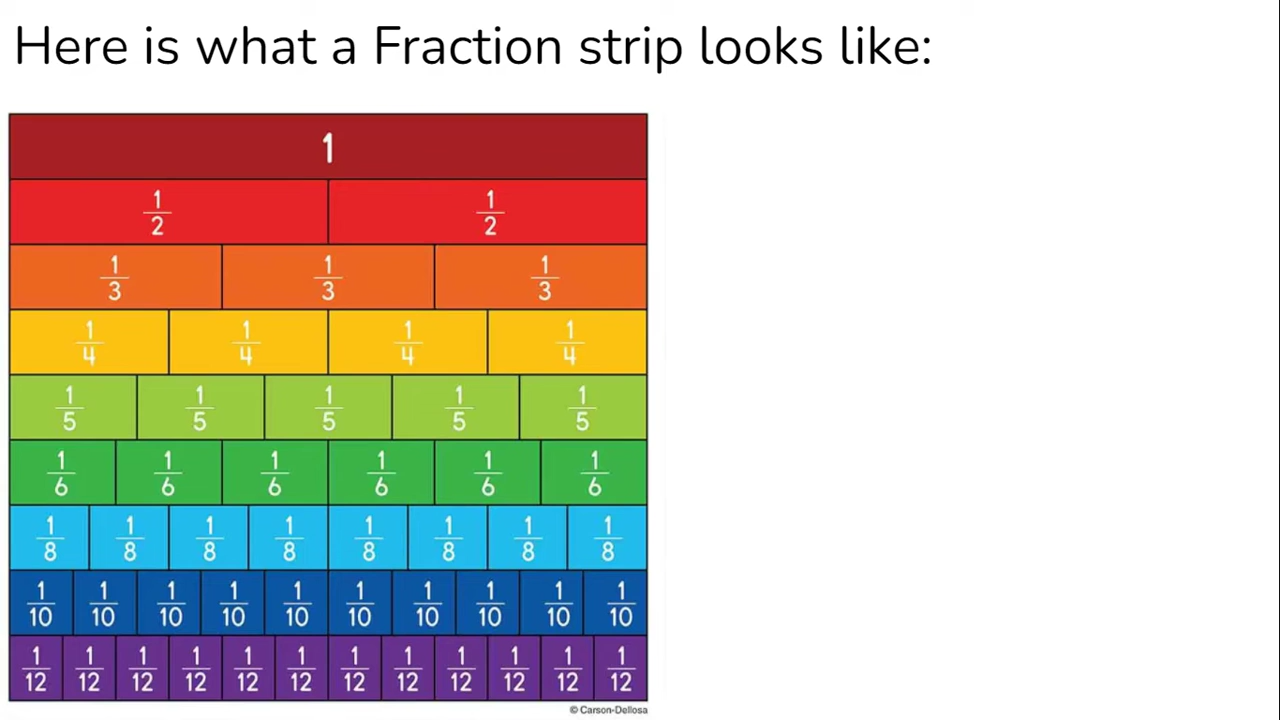 Here is what a Fraction strip looks like:
1
1/2 1/2
1/3 1/3 1/3
1/4 1/4 1/4 1/4
1/5 1/5 1/5 1/5 1/5
1/6 1/6 1/6 1/6 1/6 1/6
1/8 1/8 1/8 1/8 1/8 1/8 1/8 1/8
1/10 1/10 1/10 1/10 1/10 1/10 1/10 1/10 1/10 1/10
1/12 1/12 1/12 1/12 1/12 1/12 1/12 1/12 1/12 1/12 1/12 1/12
© Carson-Dellosa